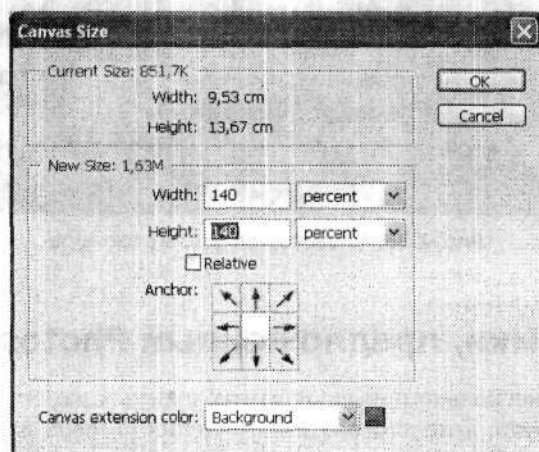 Canvas Size
Current Size: 851,7K
Width: 9,53 cm
Height: 13,67 cm
OK
Cancel
New Size: 1,63M
Width: 140 percent
Height: 140 percent
Relative
Anchor:
Canvas extension color: Background